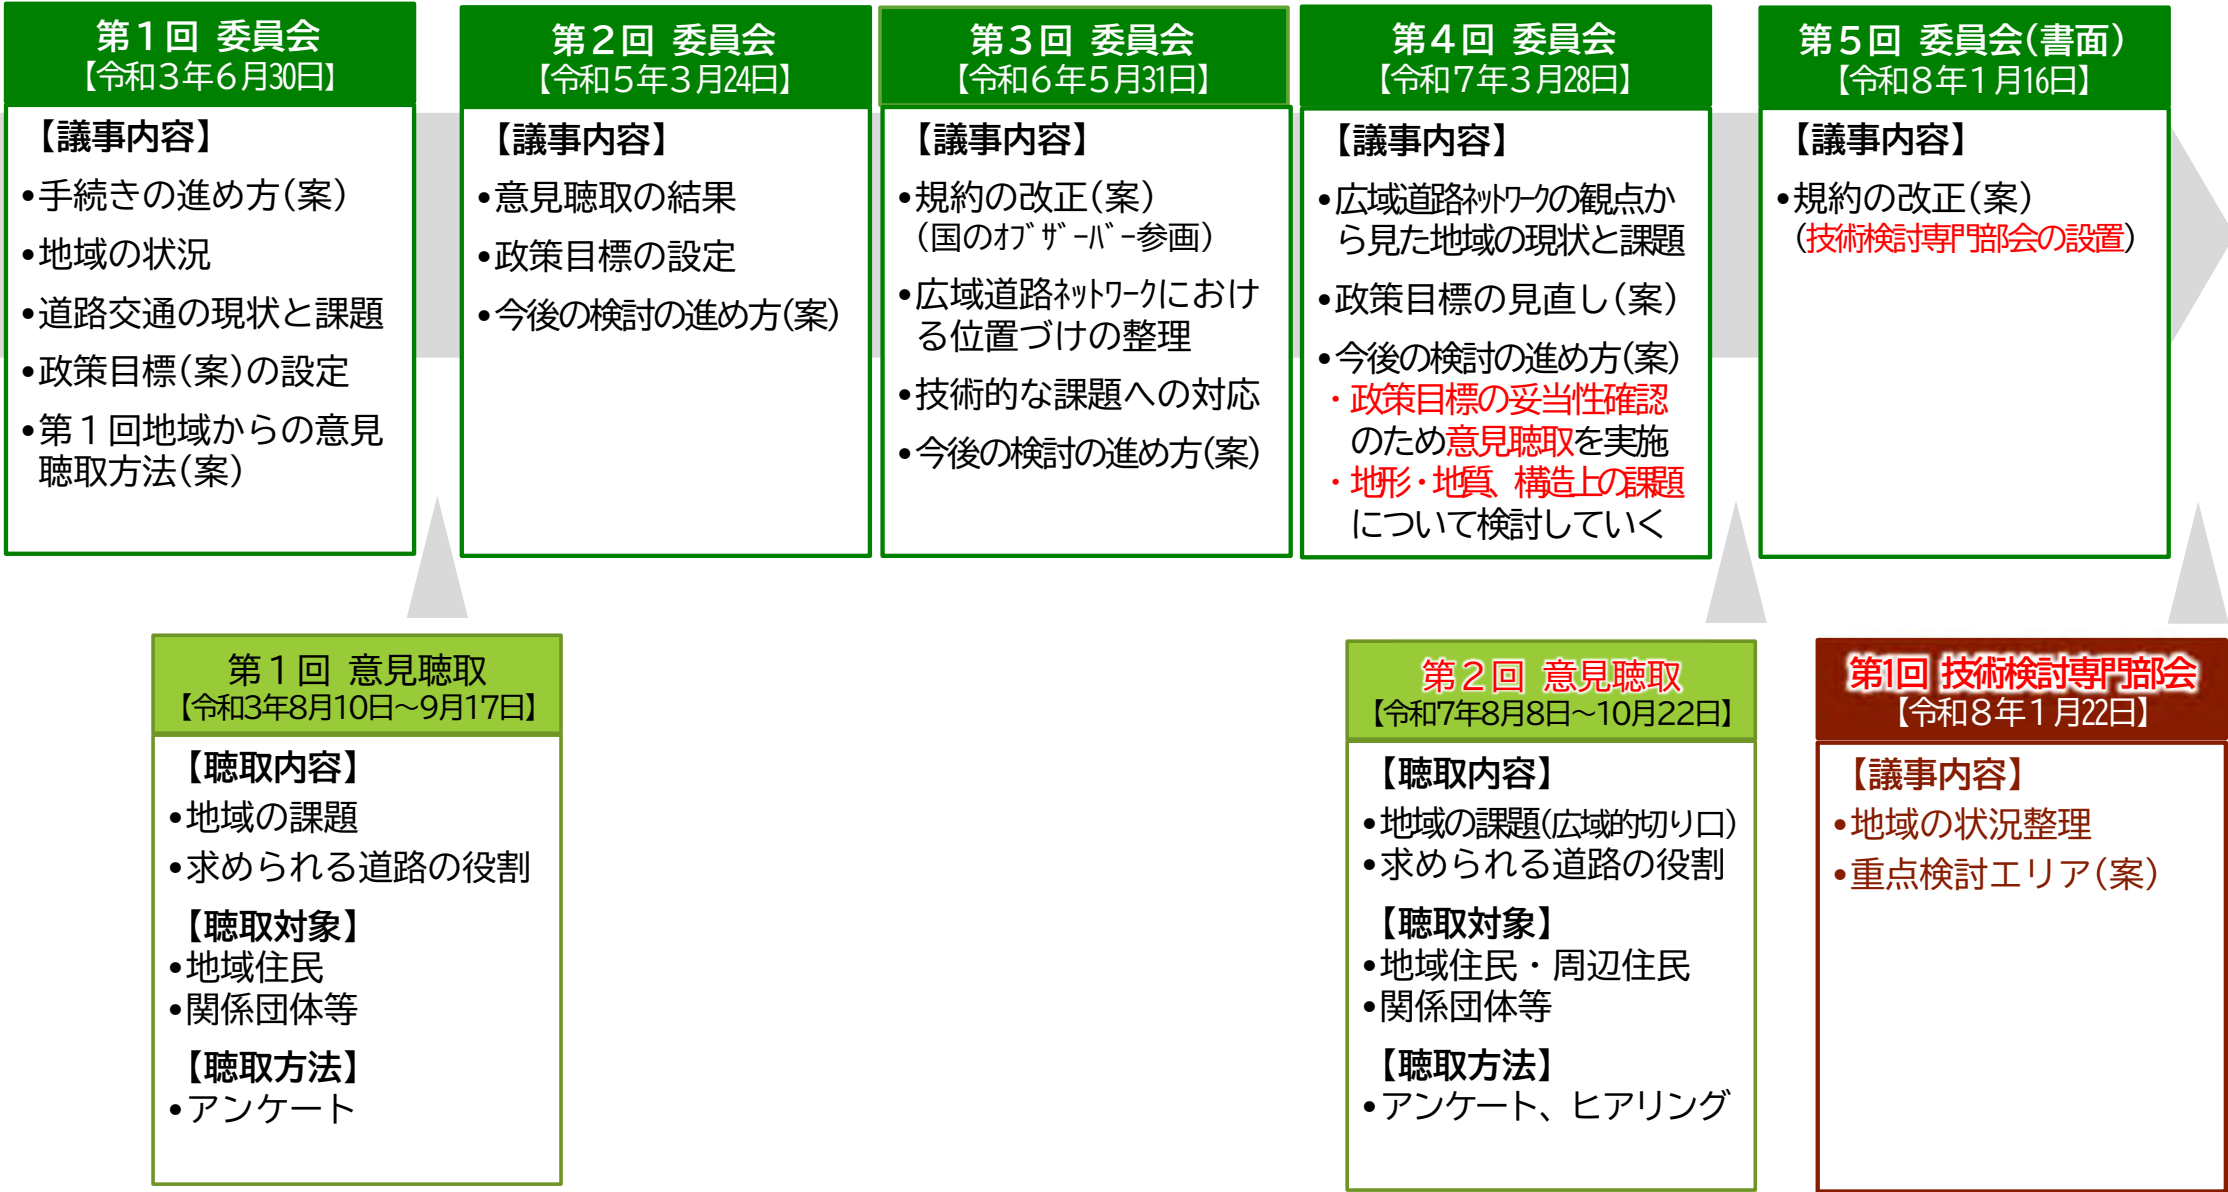 第１回 委員会
【令和３年６月30日】
【議事内容】
•手続きの進め方(案)
•地域の状況
•道路交通の現状と課題
•政策目標(案)の設定
•第１回地域からの意見
聴取方法(案)
第２回 委員会
【令和５年３月24日】
【議事内容】
•意見聴取の結果
•政策目標の設定
•今後の検討の進め方(案)
第３回 委員会
【令和６年５月31日】
【議事内容】
•規約の改正(案)
(国のｵﾌﾞｻﾞｰﾊﾞｰ参画)
•広域道路ﾈｯﾄﾜｰｸにおけ
る位置づけの整理
•技術的な課題への対応
•今後の検討の進め方(案)
第４回 委員会
【令和７年３月28日】
【議事内容】
•広域道路ﾈｯﾄﾜｰｸの観点か
ら見た地域の現状と課題
•政策目標の見直し(案)
•今後の検討の進め方(案)
・政策目標の妥当性確認
のため意見聴取を実施
・地形・地質、構造上の課題
について検討していく
第５回 委員会(書面)
【令和８年１月16日】
【議事内容】
•規約の改正(案)
(技術検討専門部会の設置)
第１回 意見聴取
【令和3年8月10日～9月17日】
【聴取内容】
•地域の課題
•求められる道路の役割
【聴取対象】
•地域住民
•関係団体等
【聴取方法】
•アンケート
第２回 意見聴取
【令和7年8月8日～10月22日】
【聴取内容】
•地域の課題(広域的切り口)
•求められる道路の役割
【聴取対象】
•地域住民・周辺住民
•関係団体等
【聴取方法】
•アンケート、ヒアリング
第1回 技術検討専門部会
【令和８年１月22日】
【議事内容】
•地域の状況整理
•重点検討エリア(案)